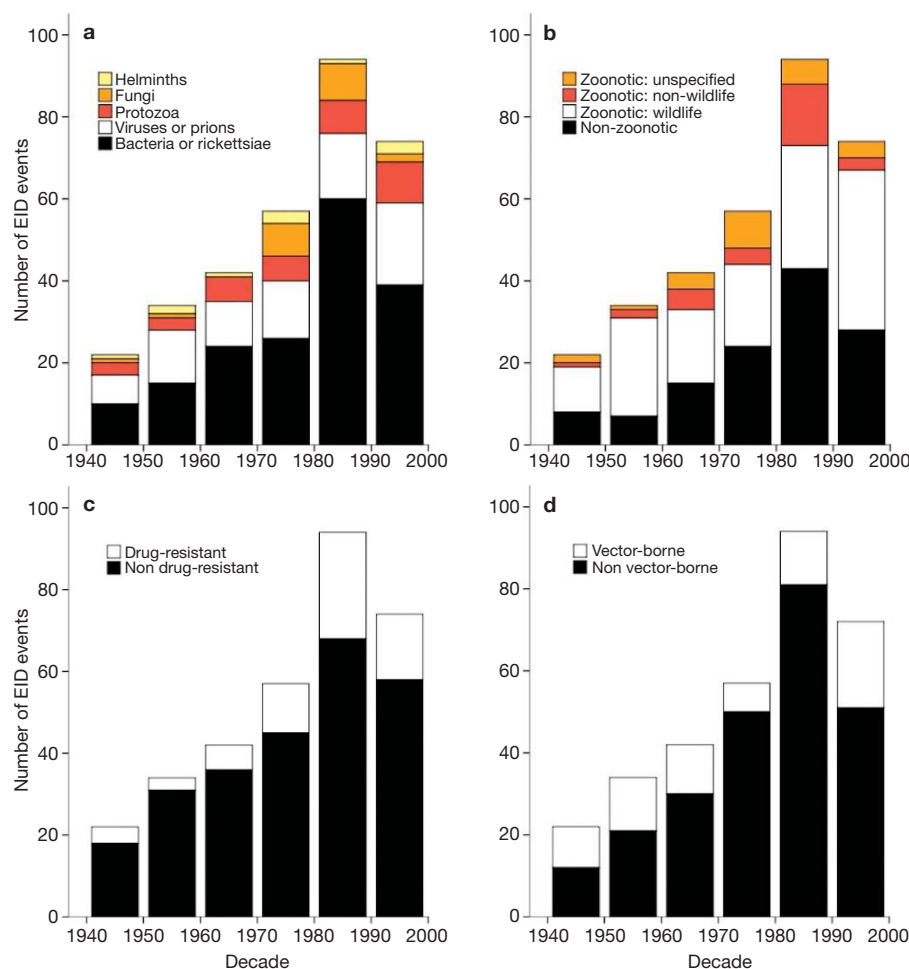 a
Helminths
Fungi
Protozoa
Viruses or prions
Bacteria or rickettsiae
Number of EID events
100
80
60
40
20
0
1940 1950 1960 1970 1980 1990 2000
b
Zoonotic: unspecified
Zoonotic: non-wildlife
Zoonotic: wildlife
Non-zoonotic
100
80
60
40
20
0
1940 1950 1960 1970 1980 1990 2000
c
Drug-resistant
Non drug-resistant
Number of EID events
100
80
60
40
20
0
1940 1950 1960 1970 1980 1990 2000
Decade
d
Vector-borne
Non vector-borne
100
80
60
40
20
0
1940 1950 1960 1970 1980 1990 2000
Decade